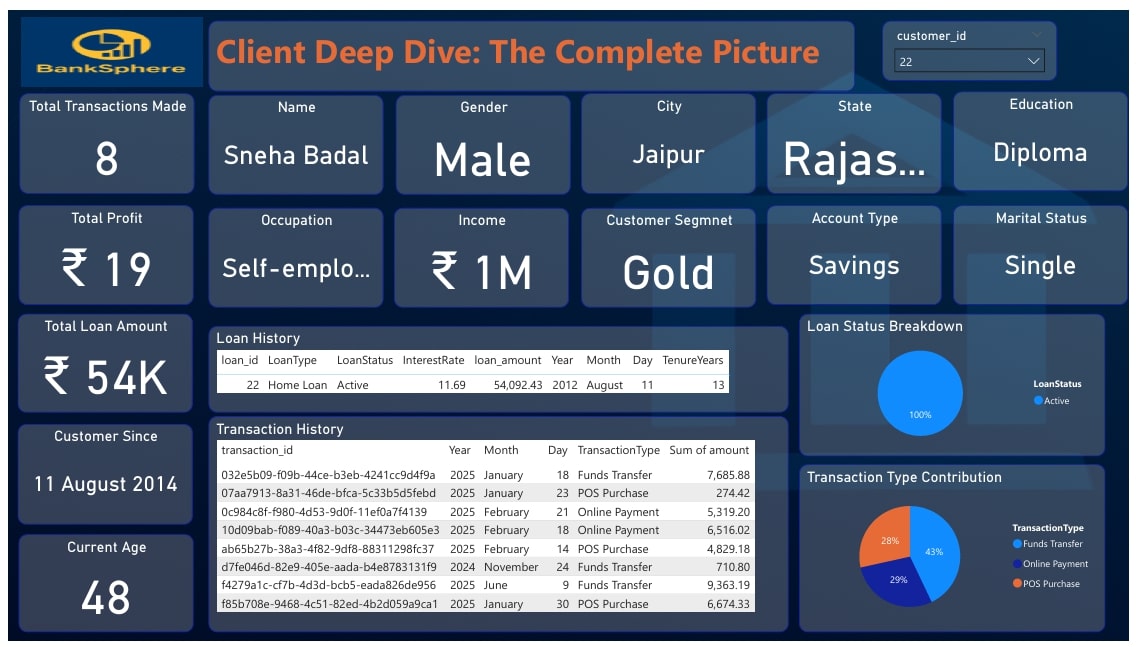 BankSphere
Client Deep Dive: The Complete Picture
customer_id
22
Total Transactions Made
8
Name
Sneha Badal
Gender
Male
City
Jaipur
State
Rajas...
Education
Diploma
Total Profit
₹ 19
Occupation
Self-emplo...
Income
₹ 1M
Customer Segmnet
Gold
Account Type
Savings
Marital Status
Single
Total Loan Amount
₹ 54K
Loan History
loan_id LoanType LoanStatus InterestRate loan_amount Year Month Day TenureYears
22 Home Loan Active 11.69 54,092.43 2012 August 11 13
Loan Status Breakdown
100%
LoanStatus
Active
Customer Since
11 August 2014
Transaction History
transaction_id Year Month Day TransactionType Sum of amount
032e5b09-f09b-44ce-b3eb-4241cc9d4f9a 2025 January 18 Funds Transfer 7,685.88
07aa7913-8a31-46de-bfca-5c33b5d5febd 2025 January 23 POS Purchase 274.42
0c984c8f-f980-4d53-9d0f-11ef0a7f4139 2025 February 21 Online Payment 5,319.20
10d09bab-f089-40a3-b03c-34473eb605e3 2025 February 18 Online Payment 6,516.02
ab65b27b-38a3-4f82-9df8-88311298fc37 2025 February 14 POS Purchase 4,829.18
d7fe046d-82e9-405e-aada-b4e8783131f9 2024 November 24 Funds Transfer 710.80
f4279a1c-cf7b-4d3d-bcb5-eada826de956 2025 June 9 Funds Transfer 9,363.19
f85b708e-9468-4c51-82ed-4b2d059a9ca1 2025 January 30 POS Purchase 6,674.33
Transaction Type Contribution
28%
43%
29%
TransactionType
Funds Transfer
Online Payment
POS Purchase
Current Age
48